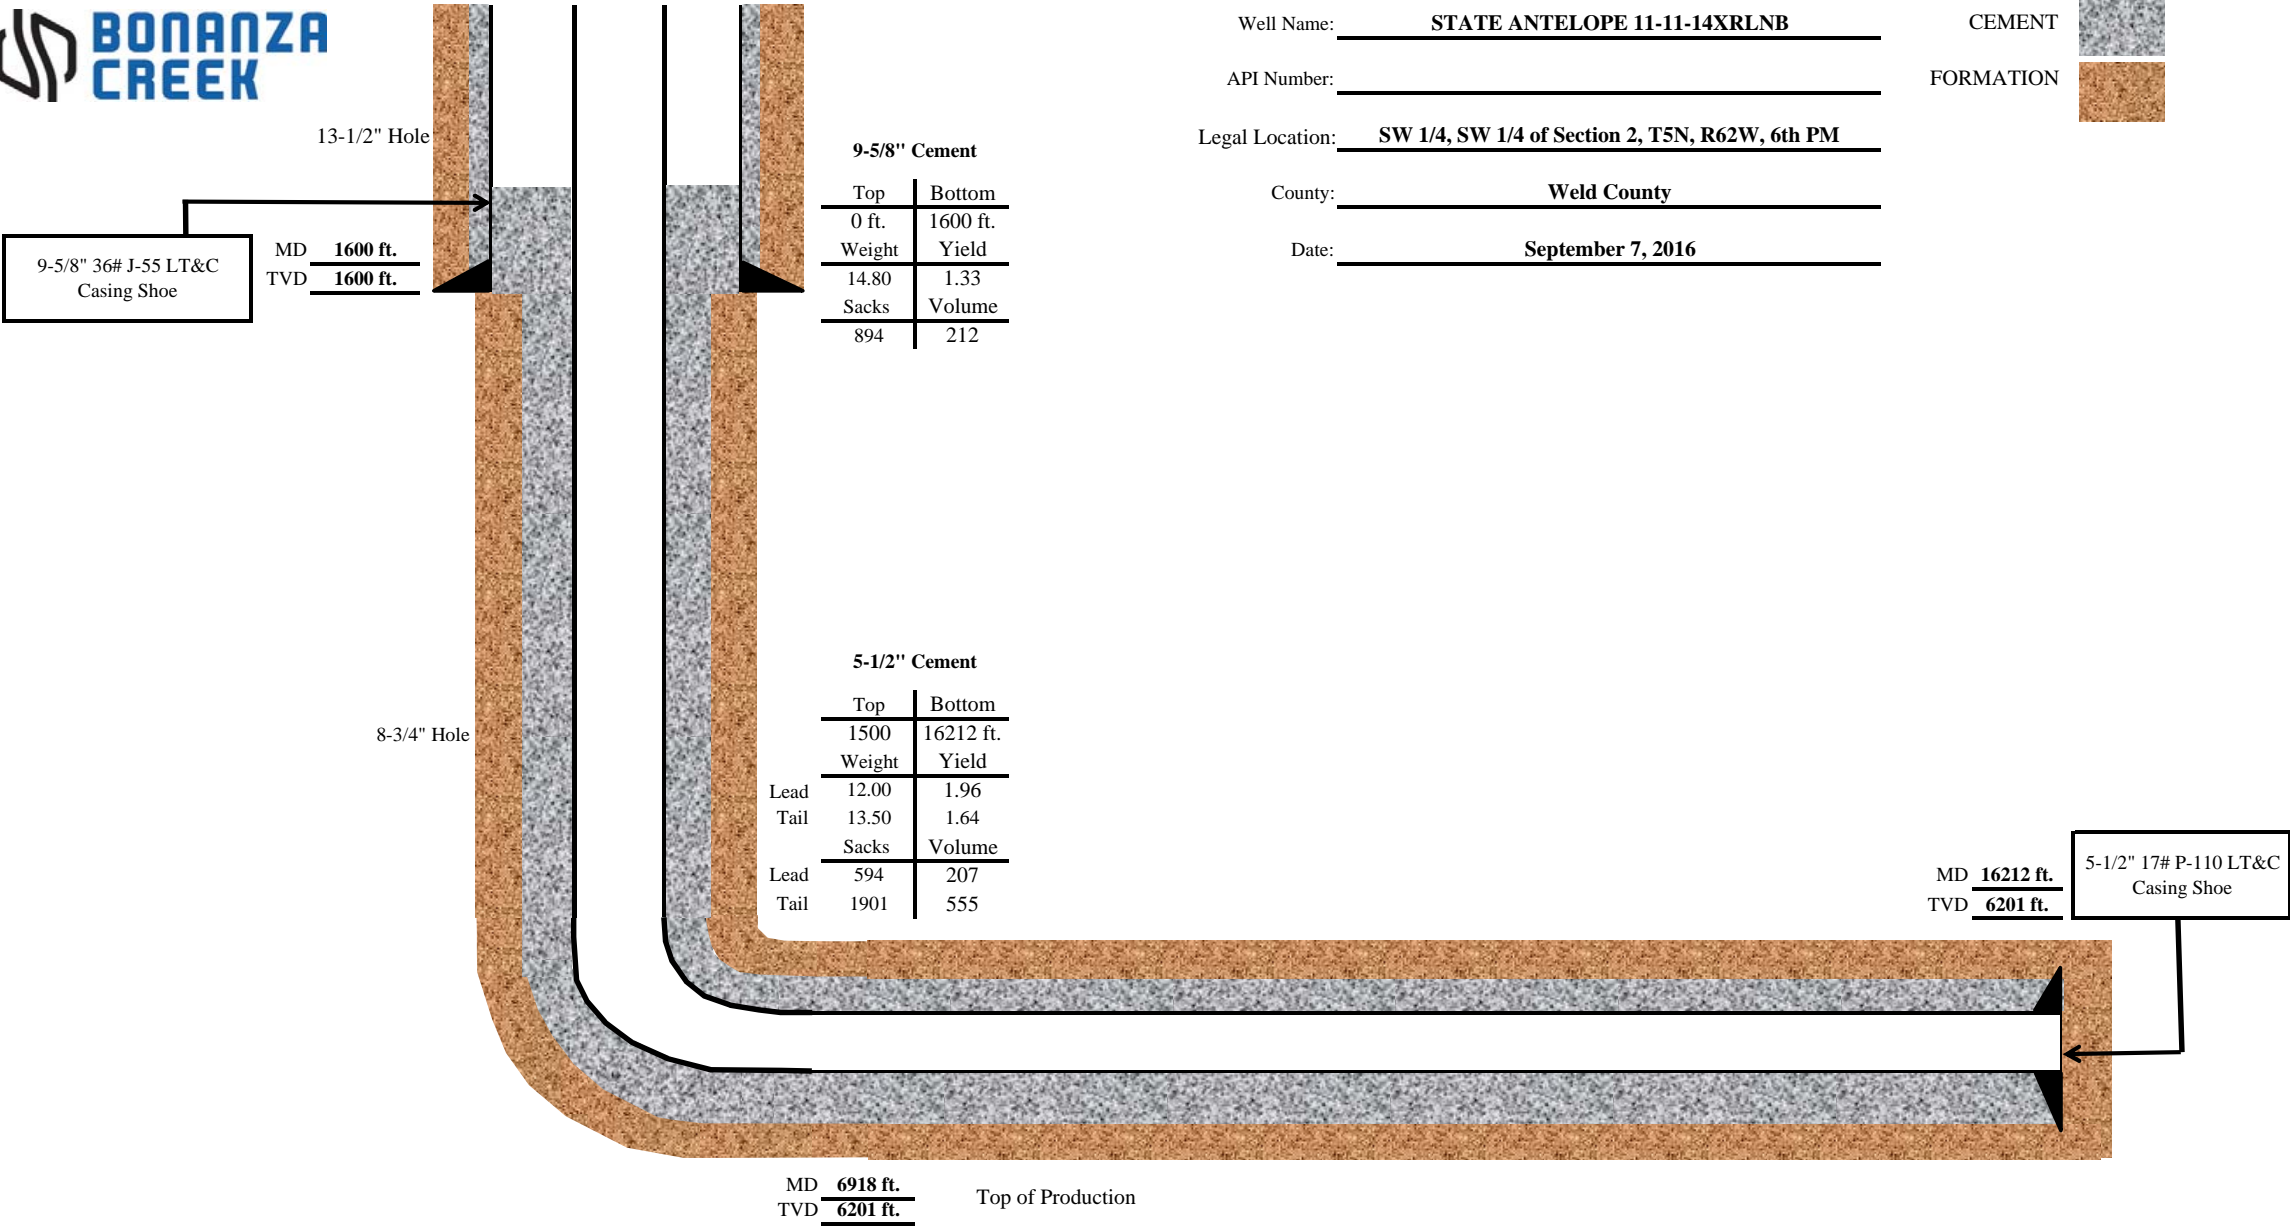 BONANZA
CREEK
Well Name: STATE ANTELOPE 11-11-14XRLNB
CEMENT
API Number:
FORMATION
Legal Location: SW 1/4, SW 1/4 of Section 2, T5N, R62W, 6th PM
County: Weld County
Date: September 7, 2016
13-1/2" Hole
9-5/8" 36# J-55 LT&C
Casing Shoe
MD 1600 ft.
TVD 1600 ft.
9-5/8" Cement
Top Bottom
0 ft. 1600 ft.
Weight Yield
14.80 1.33
Sacks Volume
894 212
8-3/4" Hole
5-1/2" Cement
Top Bottom
1500 16212 ft.
Weight Yield
Lead 12.00 1.96
Tail 13.50 1.64
Sacks Volume
Lead 594 207
Tail 1901 555
MD 16212 ft.
TVD 6201 ft.
5-1/2" 17# P-110 LT&C
Casing Shoe
MD 6918 ft.
TVD 6201 ft.
Top of Production